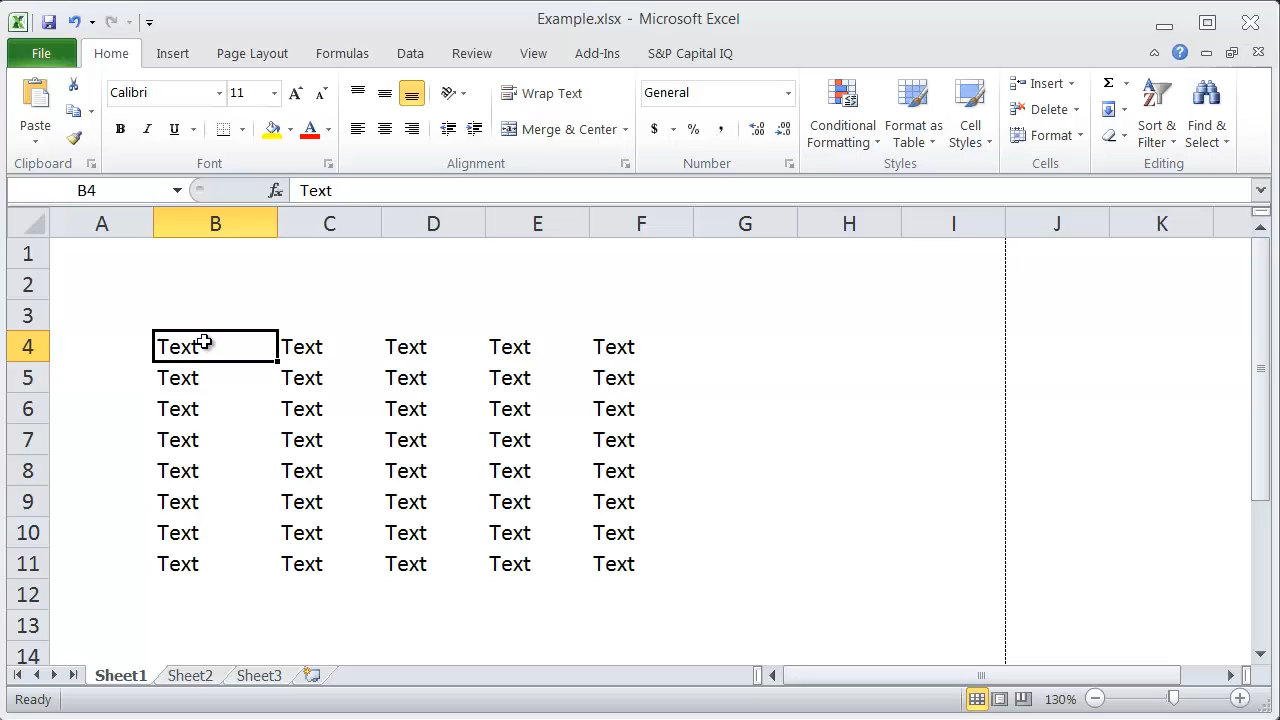 Example.xlsx - Microsoft Excel
File Home Insert Page Layout Formulas Data Review View Add-Ins S&P Capital IQ
Paste
Calibri 11 A A
B I U A
Wrap Text
Merge & Center
General
$ % , .0 .00 .00 .0
Conditional Formatting
Format as Table
Cell Styles
Insert
Delete
Format
Σ
Sort & Filter
Find & Select
Clipboard Font Alignment Number Styles Cells Editing
B4 fx Text
A B C D E F G H I J K
1
2
3
4 Text Text Text Text Text
5 Text Text Text Text Text
6 Text Text Text Text Text
7 Text Text Text Text Text
8 Text Text Text Text Text
9 Text Text Text Text Text
10 Text Text Text Text Text
11 Text Text Text Text Text
12
13
14
Sheet1 Sheet2 Sheet3
Ready 130%